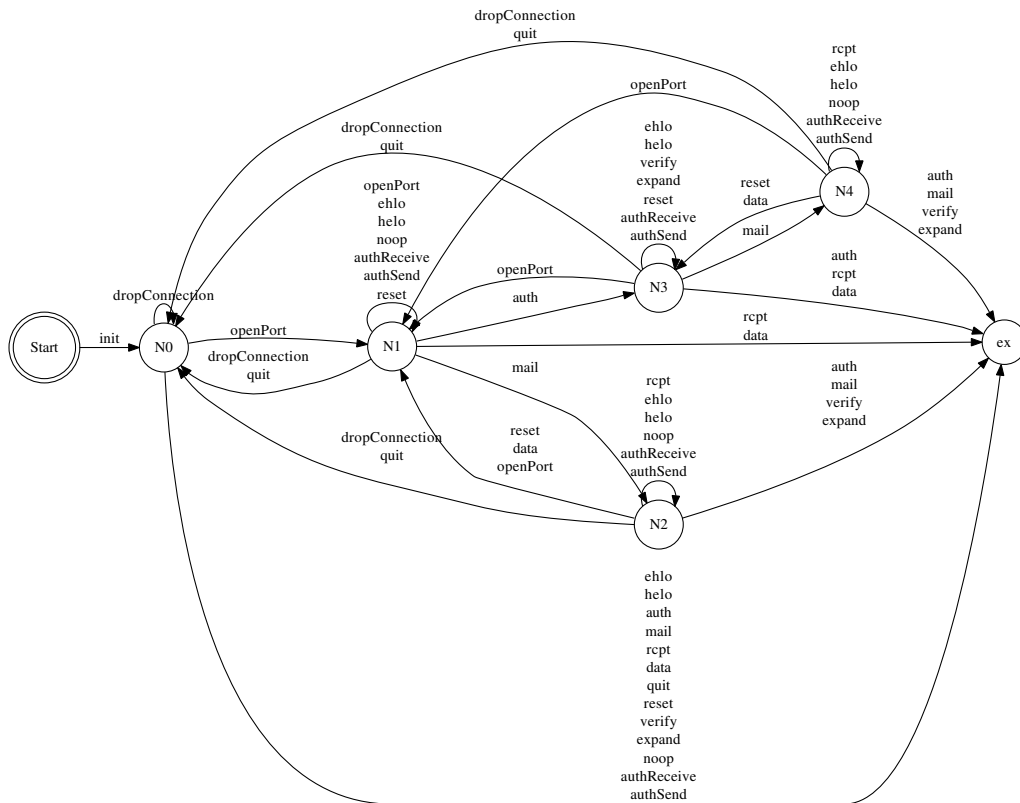 dropConnection
quit
rcpt
ehlo
helo
noop
authReceive
authSend
openPort
dropConnection
quit
ehlo
helo
verify
expand
reset
authReceive
authSend
openPort
ehlo
helo
noop
authReceive
authSend
reset
N4
reset
data
mail
auth
mail
verify
expand
auth
rcpt
data
openPort
auth
N3
dropConnection
Start
init
N0
openPort
dropConnection
quit
N1
rcpt
data
ex
mail
rcpt
ehlo
helo
noop
authReceive
authSend
auth
mail
verify
expand
dropConnection
quit
reset
data
openPort
N2
ehlo
helo
auth
mail
rcpt
data
quit
reset
verify
expand
noop
authReceive
authSend